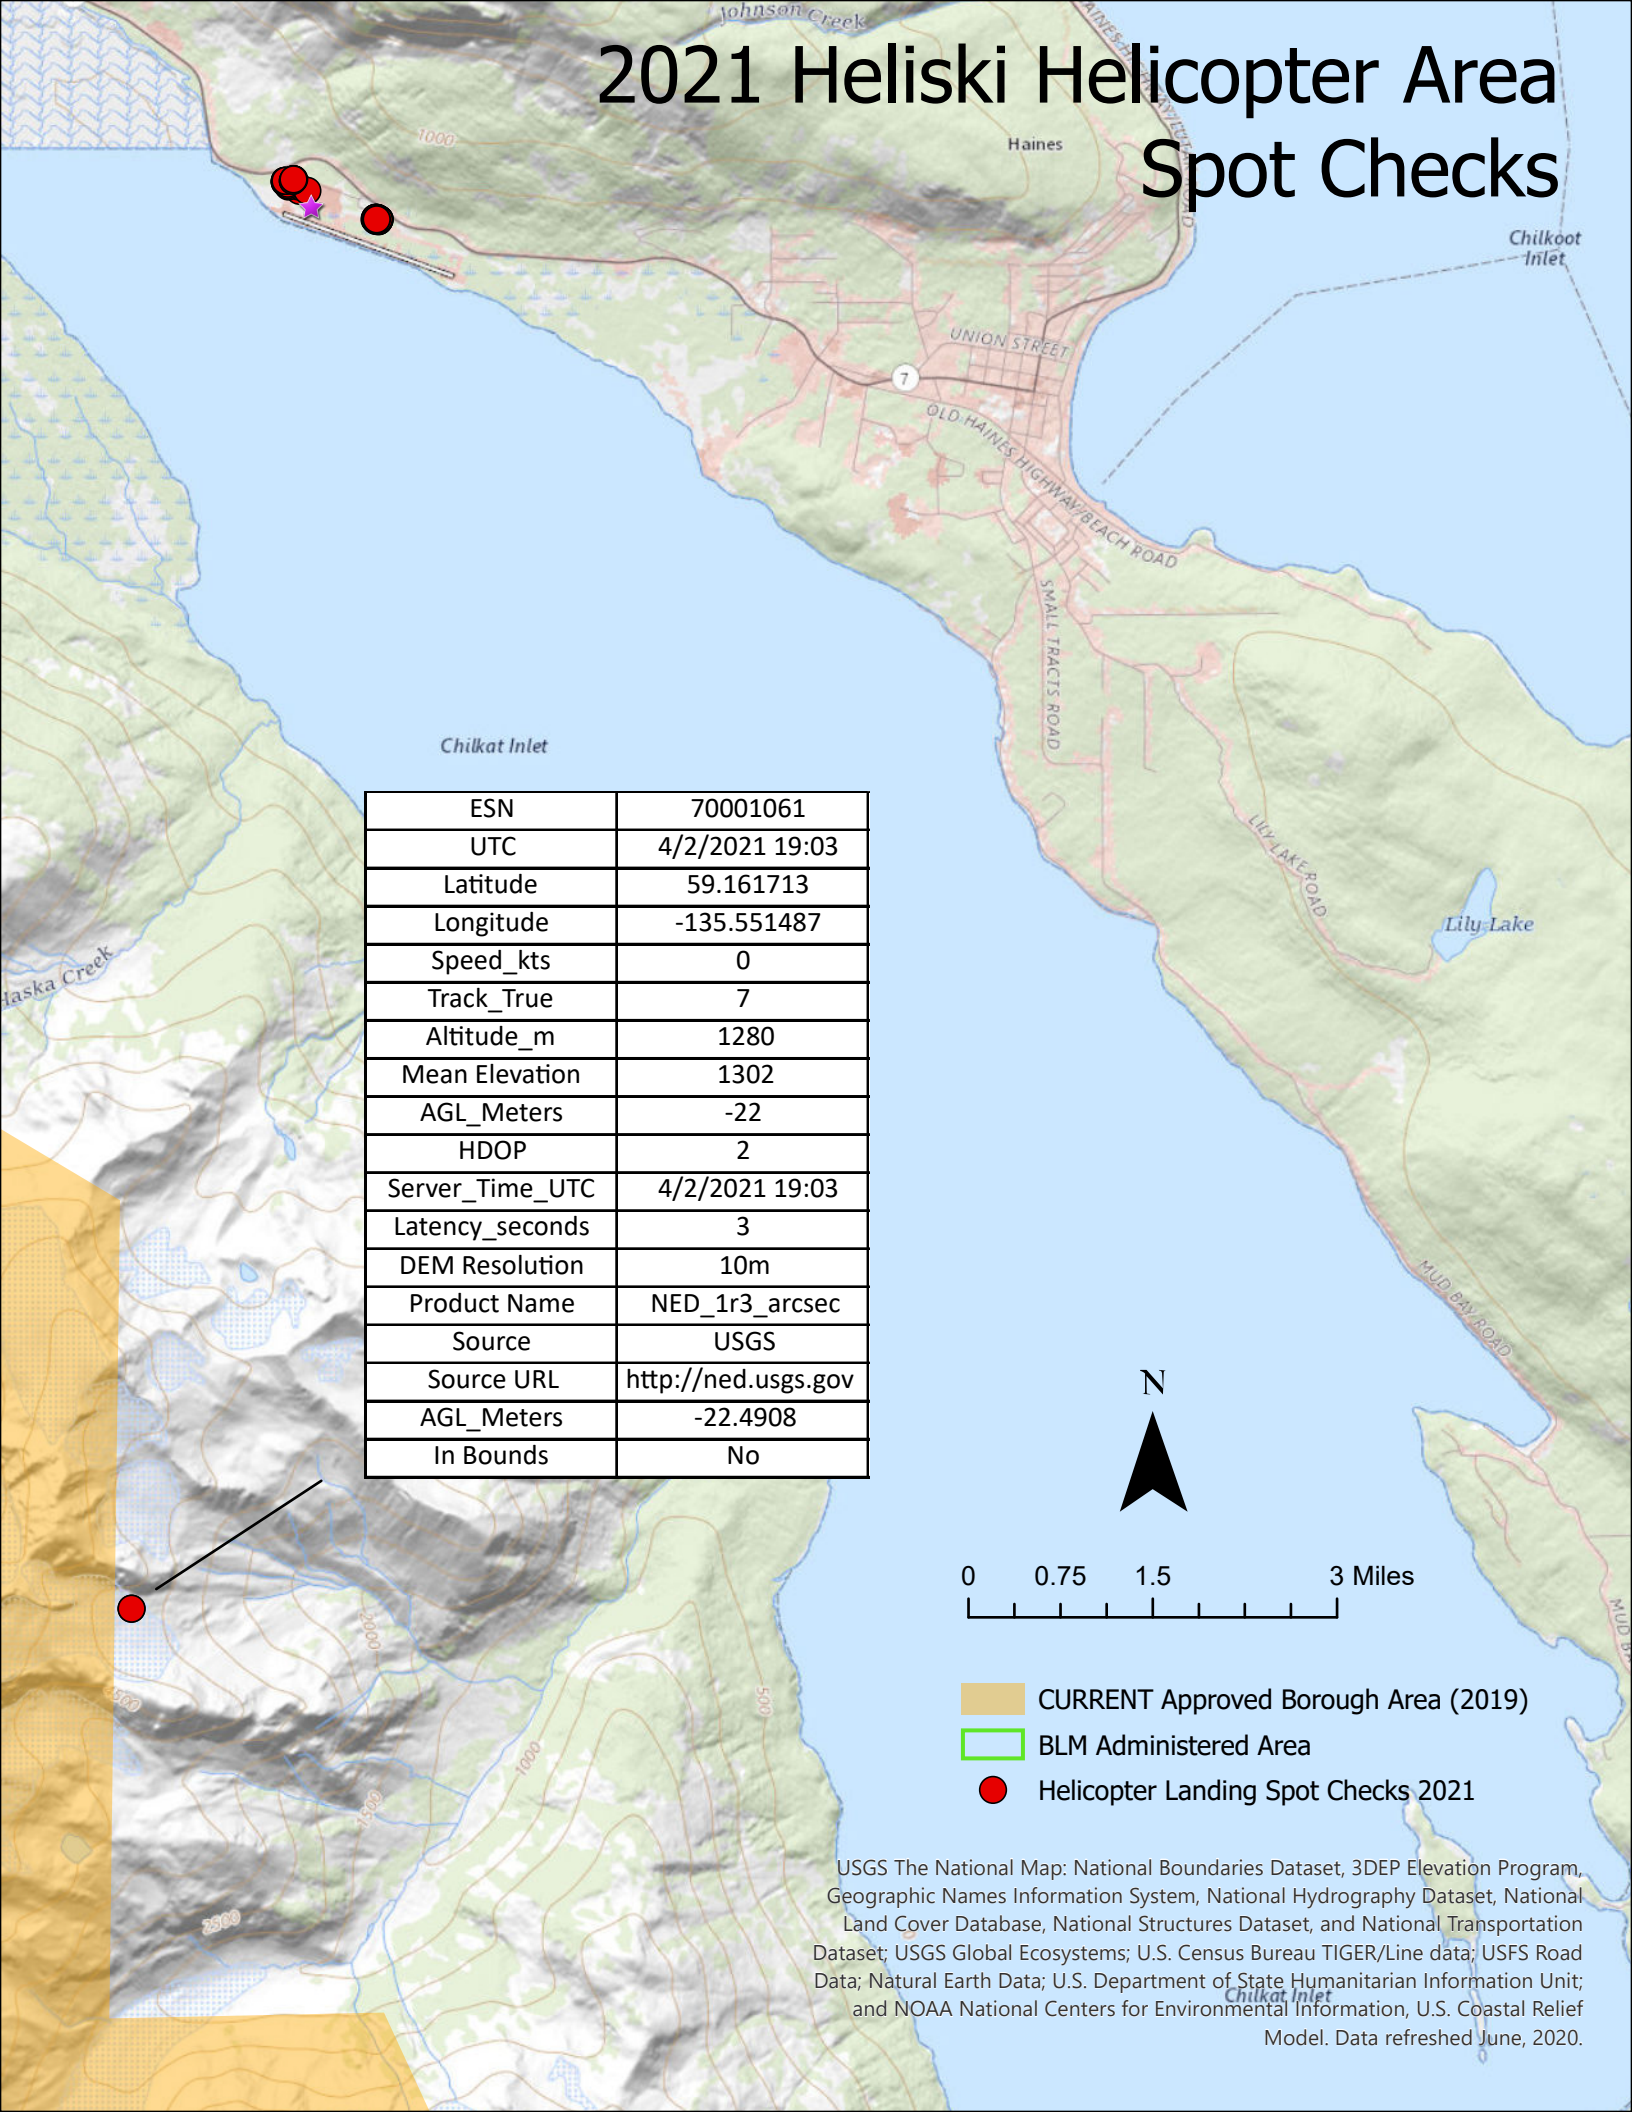 Johnson Creek
2021 Heliski Helicopter Area
Spot Checks
1000
Haines
Chilkoot
Inlet
UNION STREET
7
OLD HAINES HIGHWAY/BEACH ROAD
SMALL TRACTS ROAD
Chilkat Inlet
ESN 70001061
UTC 4/2/2021 19:03
Latitude 59.161713
Longitude -135.551487
Speed_kts 0
Track_True 7
Altitude_m 1280
Mean Elevation 1302
AGL_Meters -22
HDOP 2
Server_Time_UTC 4/2/2021 19:03
Latency_seconds 3
DEM Resolution 10m
Product Name NED_1r3_arcsec
Source USGS
Source URL http://ned.usgs.gov
AGL_Meters -22.4908
In Bounds No
LILY LAKE ROAD
Lily Lake
Haska Creek
MUD BAY ROAD
N
0 0.75 1.5 3 Miles
2000
4500
500
1000
1500
2500
CURRENT Approved Borough Area (2019)
BLM Administered Area
Helicopter Landing Spot Checks 2021
USGS The National Map: National Boundaries Dataset, 3DEP Elevation Program,
Geographic Names Information System, National Hydrography Dataset, National
Land Cover Database, National Structures Dataset, and National Transportation
Dataset; USGS Global Ecosystems; U.S. Census Bureau TIGER/Line data; USFS Road
Data; Natural Earth Data; U.S. Department of State Humanitarian Information Unit;
and NOAA National Centers for Environmental Information, U.S. Coastal Relief
Model. Data refreshed June, 2020.
Chilkat Inlet